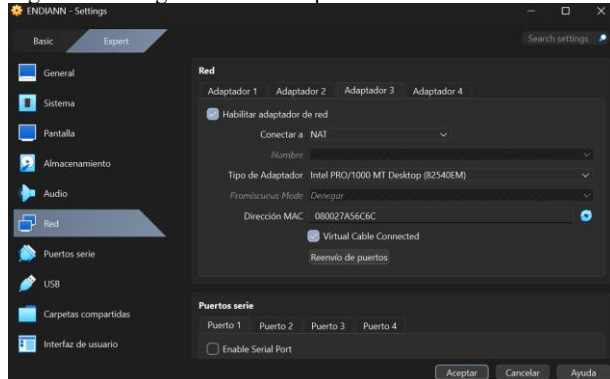 ENDIANN - Settings
Basic Expert Search settings
General
Sistema
Pantalla
Almacenamiento
Audio
Red
Puertos serie
USB
Carpetas compartidas
Interfaz de usuario
Red
Adaptador 1 Adaptador 2 Adaptador 3 Adaptador 4
Habilitar adaptador de red
Conectar a NAT
Nombre
Tipo de Adaptador Intel PRO/1000 MT Desktop (82540EM)
Promiscuous Mode Denegar
Dirección MAC 080027A56C6C
Virtual Cable Connected
Reenvío de puertos
Puertos serie
Puerto 1 Puerto 2 Puerto 3 Puerto 4
Enable Serial Port
Aceptar Cancelar Ayuda